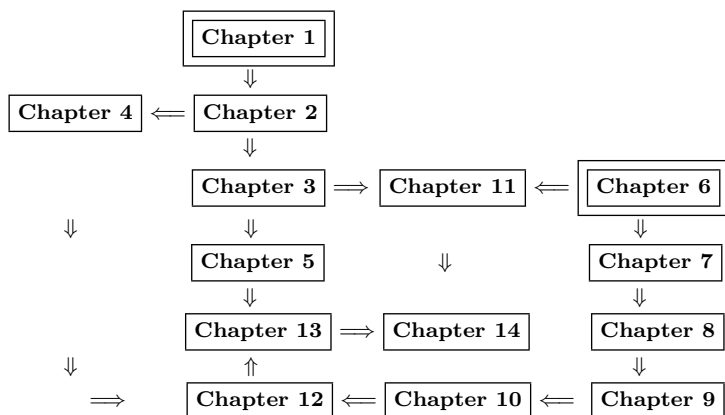 Chapter 1
⇓
Chapter 4 ⟸ Chapter 2
⇓
Chapter 3 ⟹ Chapter 11 ⟸ Chapter 6
⇓ ⇓ ⇓
Chapter 5 ⇓ Chapter 7
⇓ ⇓
Chapter 13 ⟹ Chapter 14 Chapter 8
⇓ ⇑ ⇓
⟹ Chapter 12 ⟸ Chapter 10 ⟸ Chapter 9